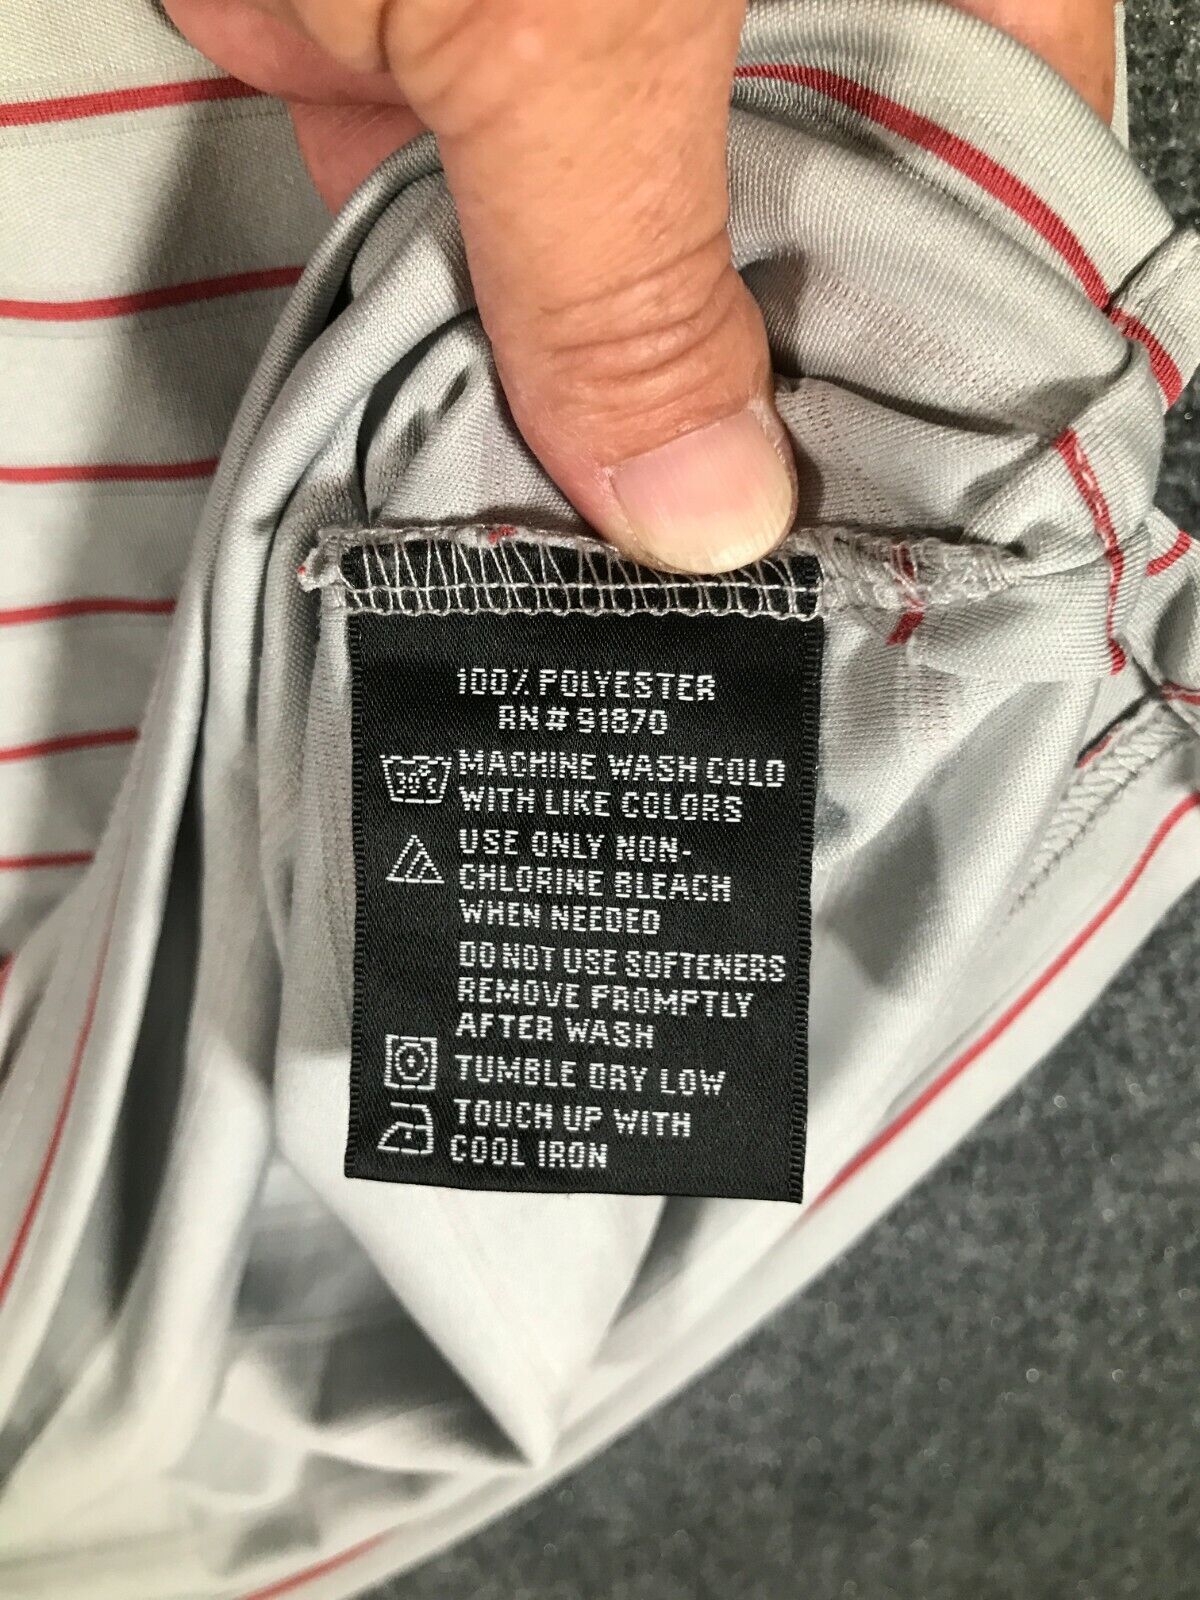 100% POLYESTER
RN # 91870
30°C MACHINE WASH COLD
WITH LIKE COLORS
USE ONLY NON-
CHLORINE BLEACH
WHEN NEEDED
DO NOT USE SOFTENERS
REMOVE PROMPTLY
AFTER WASH
TUMBLE DRY LOW
TOUCH UP WITH
COOL IRON